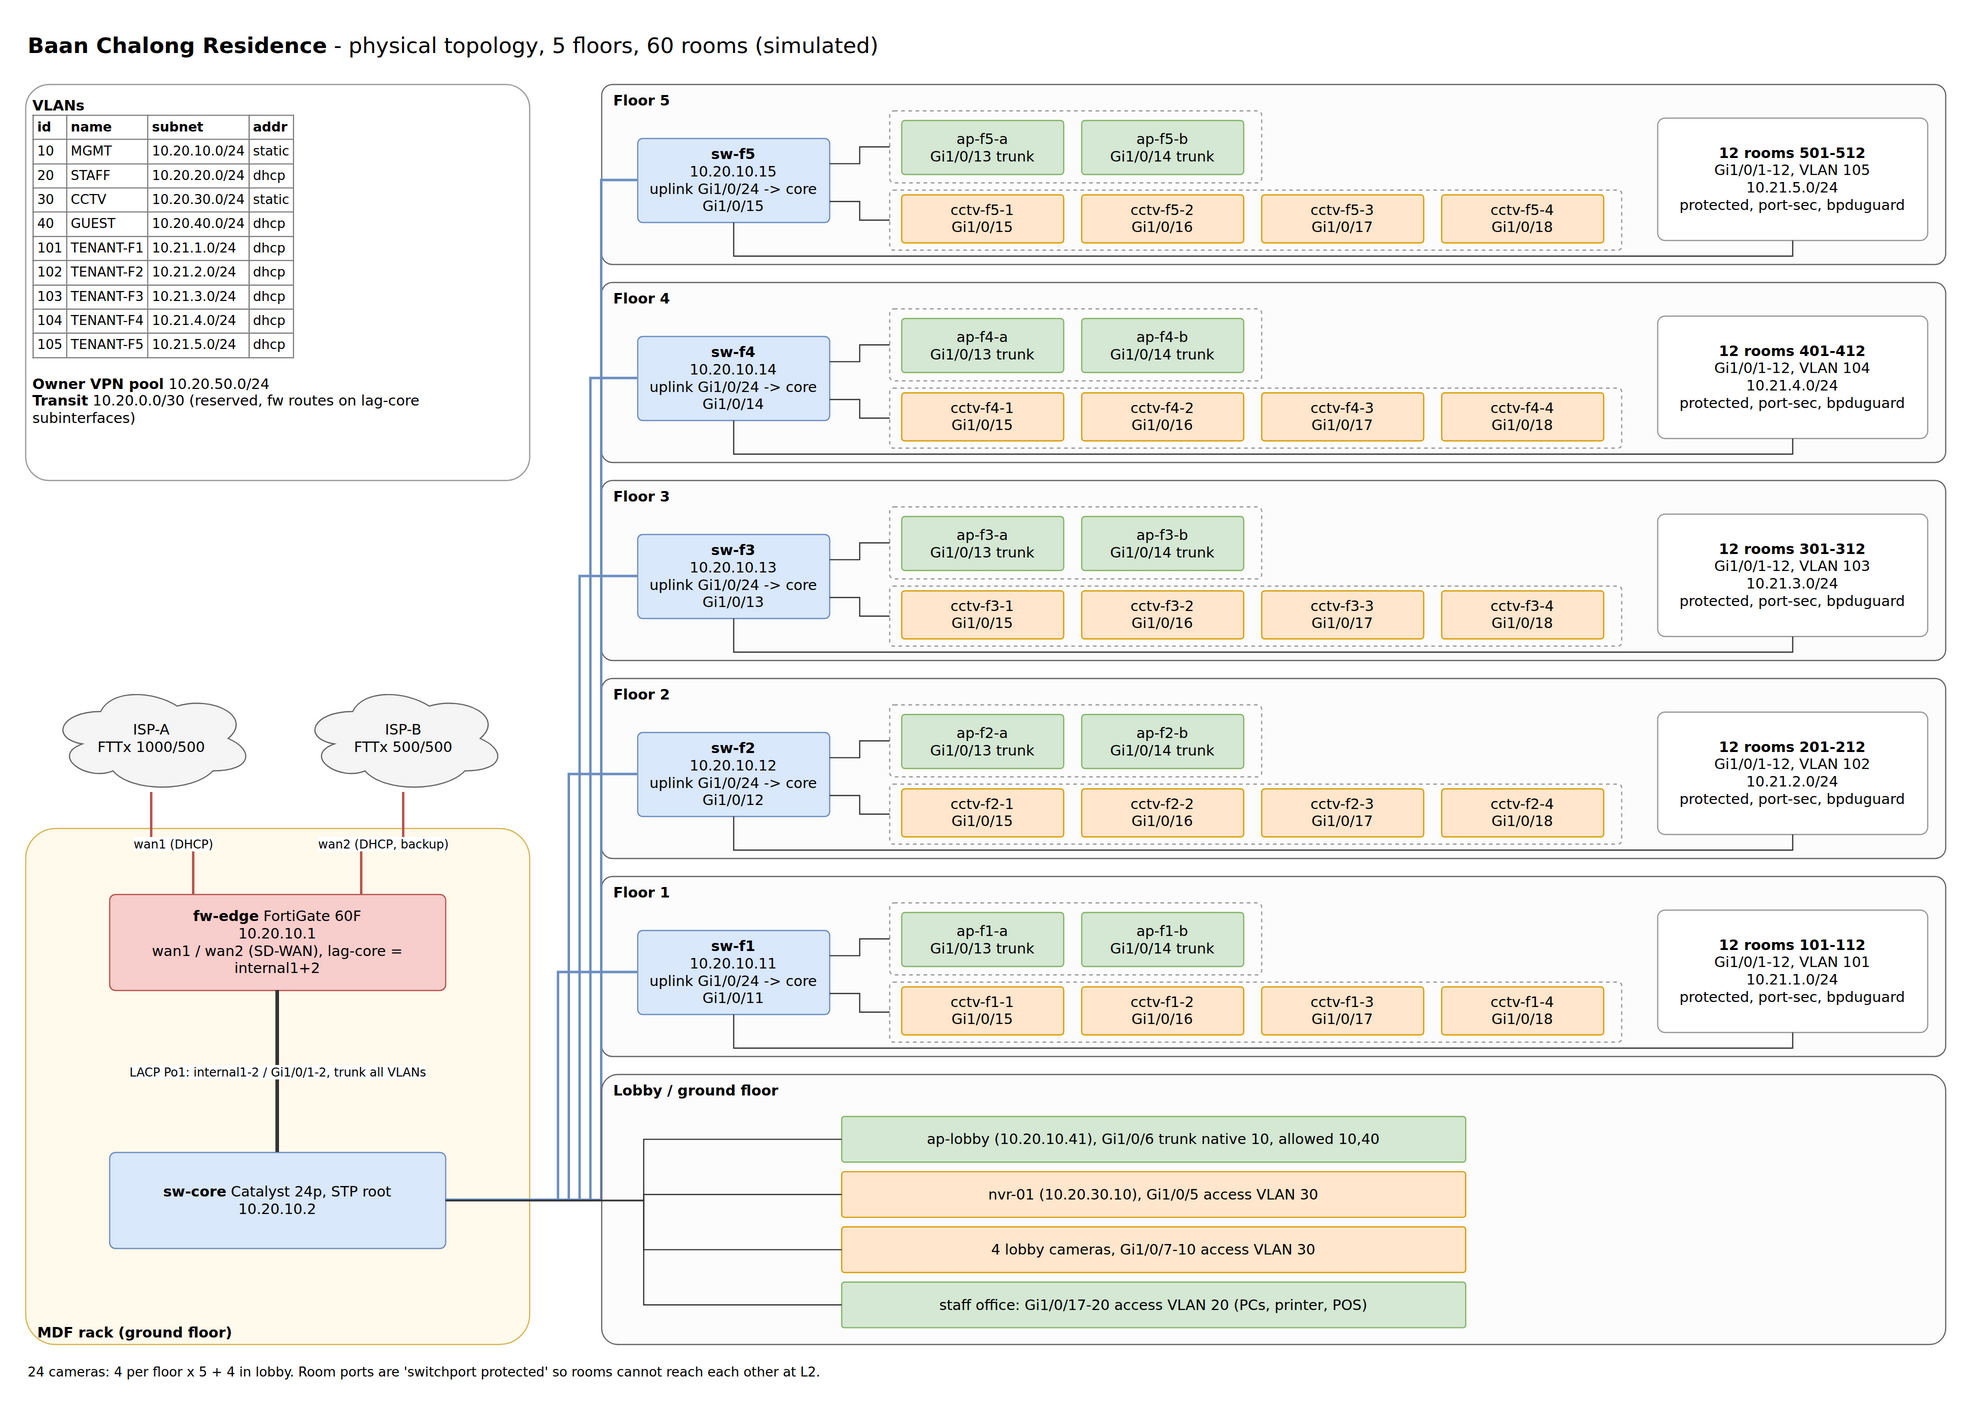 Baan Chalong Residence - physical topology, 5 floors, 60 rooms (simulated)
VLANs
id name subnet addr
10 MGMT 10.20.10.0/24 static
20 STAFF 10.20.20.0/24 dhcp
30 CCTV 10.20.30.0/24 static
40 GUEST 10.20.40.0/24 dhcp
101 TENANT-F1 10.21.1.0/24 dhcp
102 TENANT-F2 10.21.2.0/24 dhcp
103 TENANT-F3 10.21.3.0/24 dhcp
104 TENANT-F4 10.21.4.0/24 dhcp
105 TENANT-F5 10.21.5.0/24 dhcp
Owner VPN pool 10.20.50.0/24
Transit 10.20.0.0/30 (reserved, fw routes on lag-core
subinterfaces)
ISP-A
FTTx 1000/500
ISP-B
FTTx 500/500
wan1 (DHCP)
wan2 (DHCP, backup)
fw-edge FortiGate 60F
10.20.10.1
wan1 / wan2 (SD-WAN), lag-core =
internal1+2
LACP Po1: internal1-2 / Gi1/0/1-2, trunk all VLANs
sw-core Catalyst 24p, STP root
10.20.10.2
MDF rack (ground floor)
Floor 5
sw-f5
10.20.10.15
uplink Gi1/0/24 -> core
Gi1/0/15
ap-f5-a
Gi1/0/13 trunk
ap-f5-b
Gi1/0/14 trunk
cctv-f5-1
Gi1/0/15
cctv-f5-2
Gi1/0/16
cctv-f5-3
Gi1/0/17
cctv-f5-4
Gi1/0/18
12 rooms 501-512
Gi1/0/1-12, VLAN 105
10.21.5.0/24
protected, port-sec, bpduguard
Floor 4
sw-f4
10.20.10.14
uplink Gi1/0/24 -> core
Gi1/0/14
ap-f4-a
Gi1/0/13 trunk
ap-f4-b
Gi1/0/14 trunk
cctv-f4-1
Gi1/0/15
cctv-f4-2
Gi1/0/16
cctv-f4-3
Gi1/0/17
cctv-f4-4
Gi1/0/18
12 rooms 401-412
Gi1/0/1-12, VLAN 104
10.21.4.0/24
protected, port-sec, bpduguard
Floor 3
sw-f3
10.20.10.13
uplink Gi1/0/24 -> core
Gi1/0/13
ap-f3-a
Gi1/0/13 trunk
ap-f3-b
Gi1/0/14 trunk
cctv-f3-1
Gi1/0/15
cctv-f3-2
Gi1/0/16
cctv-f3-3
Gi1/0/17
cctv-f3-4
Gi1/0/18
12 rooms 301-312
Gi1/0/1-12, VLAN 103
10.21.3.0/24
protected, port-sec, bpduguard
Floor 2
sw-f2
10.20.10.12
uplink Gi1/0/24 -> core
Gi1/0/12
ap-f2-a
Gi1/0/13 trunk
ap-f2-b
Gi1/0/14 trunk
cctv-f2-1
Gi1/0/15
cctv-f2-2
Gi1/0/16
cctv-f2-3
Gi1/0/17
cctv-f2-4
Gi1/0/18
12 rooms 201-212
Gi1/0/1-12, VLAN 102
10.21.2.0/24
protected, port-sec, bpduguard
Floor 1
sw-f1
10.20.10.11
uplink Gi1/0/24 -> core
Gi1/0/11
ap-f1-a
Gi1/0/13 trunk
ap-f1-b
Gi1/0/14 trunk
cctv-f1-1
Gi1/0/15
cctv-f1-2
Gi1/0/16
cctv-f1-3
Gi1/0/17
cctv-f1-4
Gi1/0/18
12 rooms 101-112
Gi1/0/1-12, VLAN 101
10.21.1.0/24
protected, port-sec, bpduguard
Lobby / ground floor
ap-lobby (10.20.10.41), Gi1/0/6 trunk native 10, allowed 10,40
nvr-01 (10.20.30.10), Gi1/0/5 access VLAN 30
4 lobby cameras, Gi1/0/7-10 access VLAN 30
staff office: Gi1/0/17-20 access VLAN 20 (PCs, printer, POS)
24 cameras: 4 per floor x 5 + 4 in lobby. Room ports are 'switchport protected' so rooms cannot reach each other at L2.